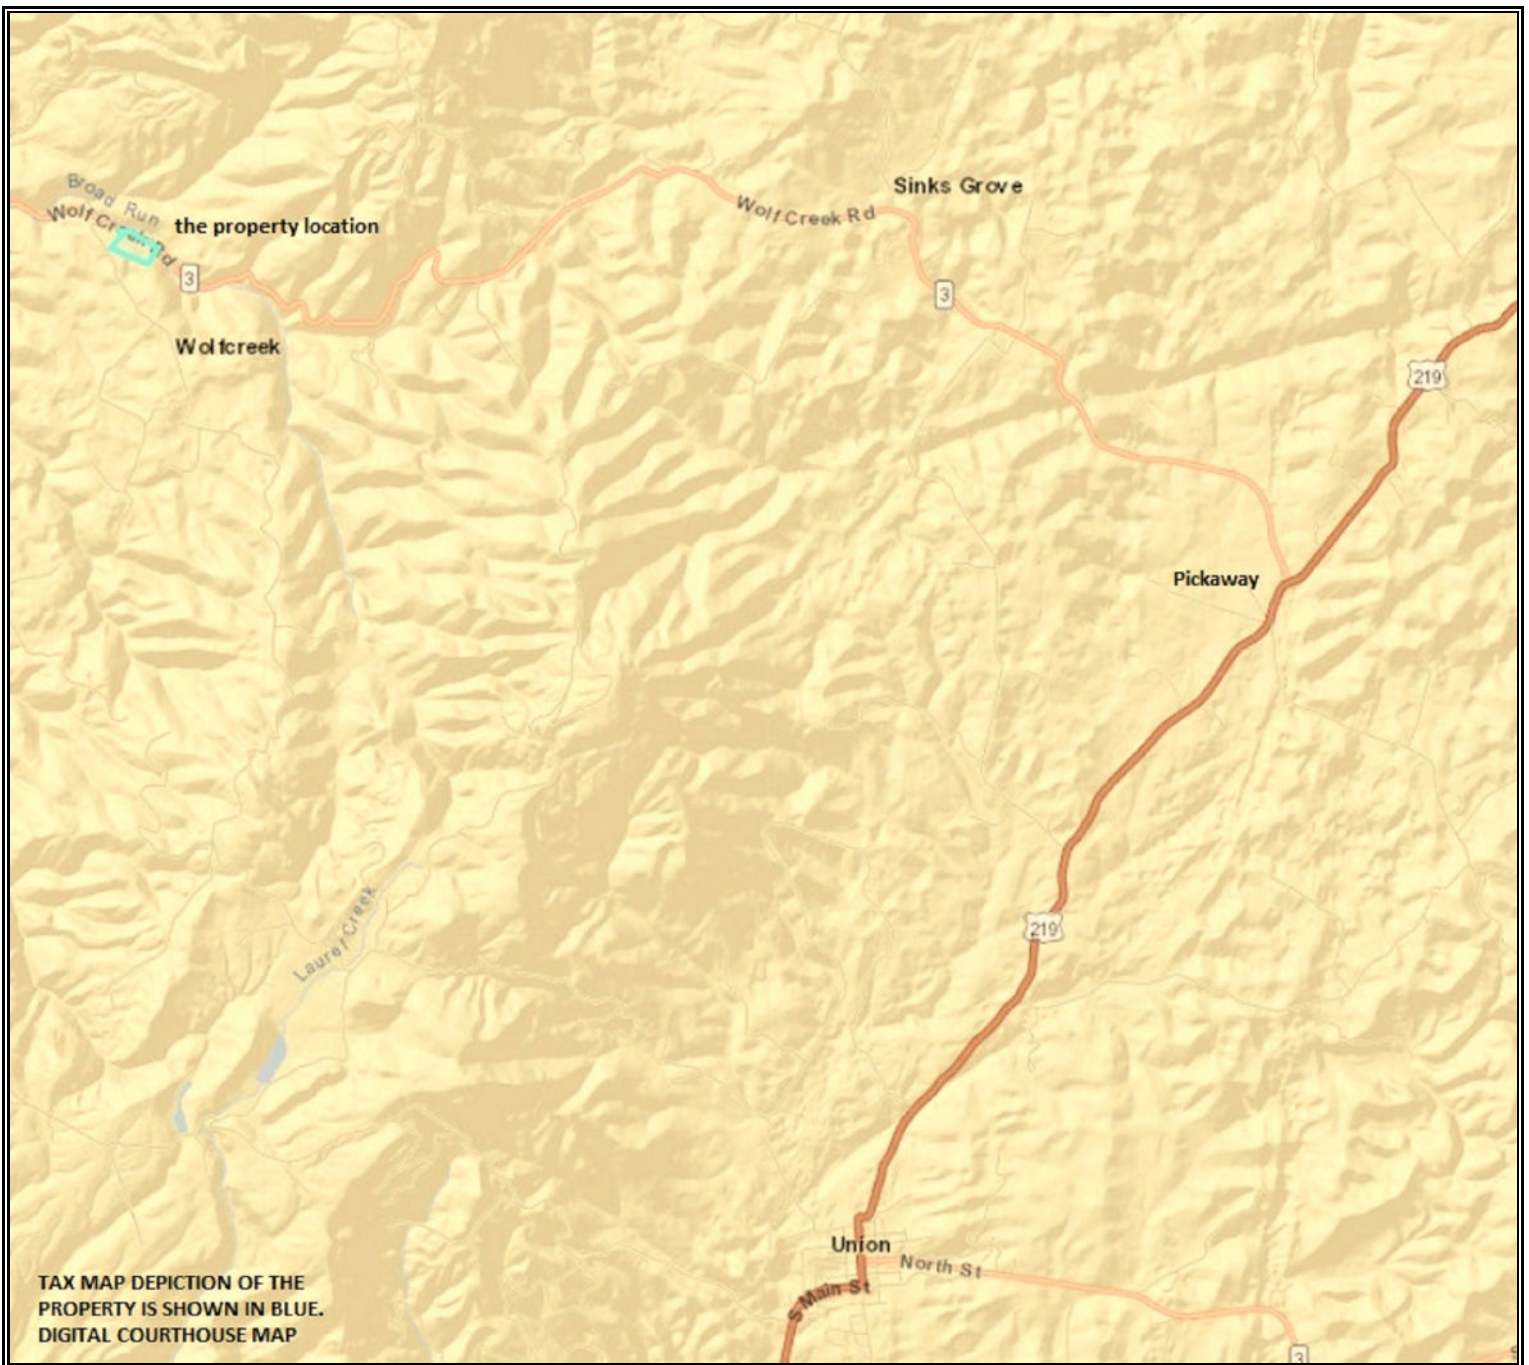 Sinks Grove
Broad Run
Wolf Creek Rd
Wolf Creek Rd
the property location
3
3
Wolfcreek
219
Pickaway
Laurel Creek
219
Union
North St
S Main St
TAX MAP DEPICTION OF THE
PROPERTY IS SHOWN IN BLUE.
DIGITAL COURTHOUSE MAP
3